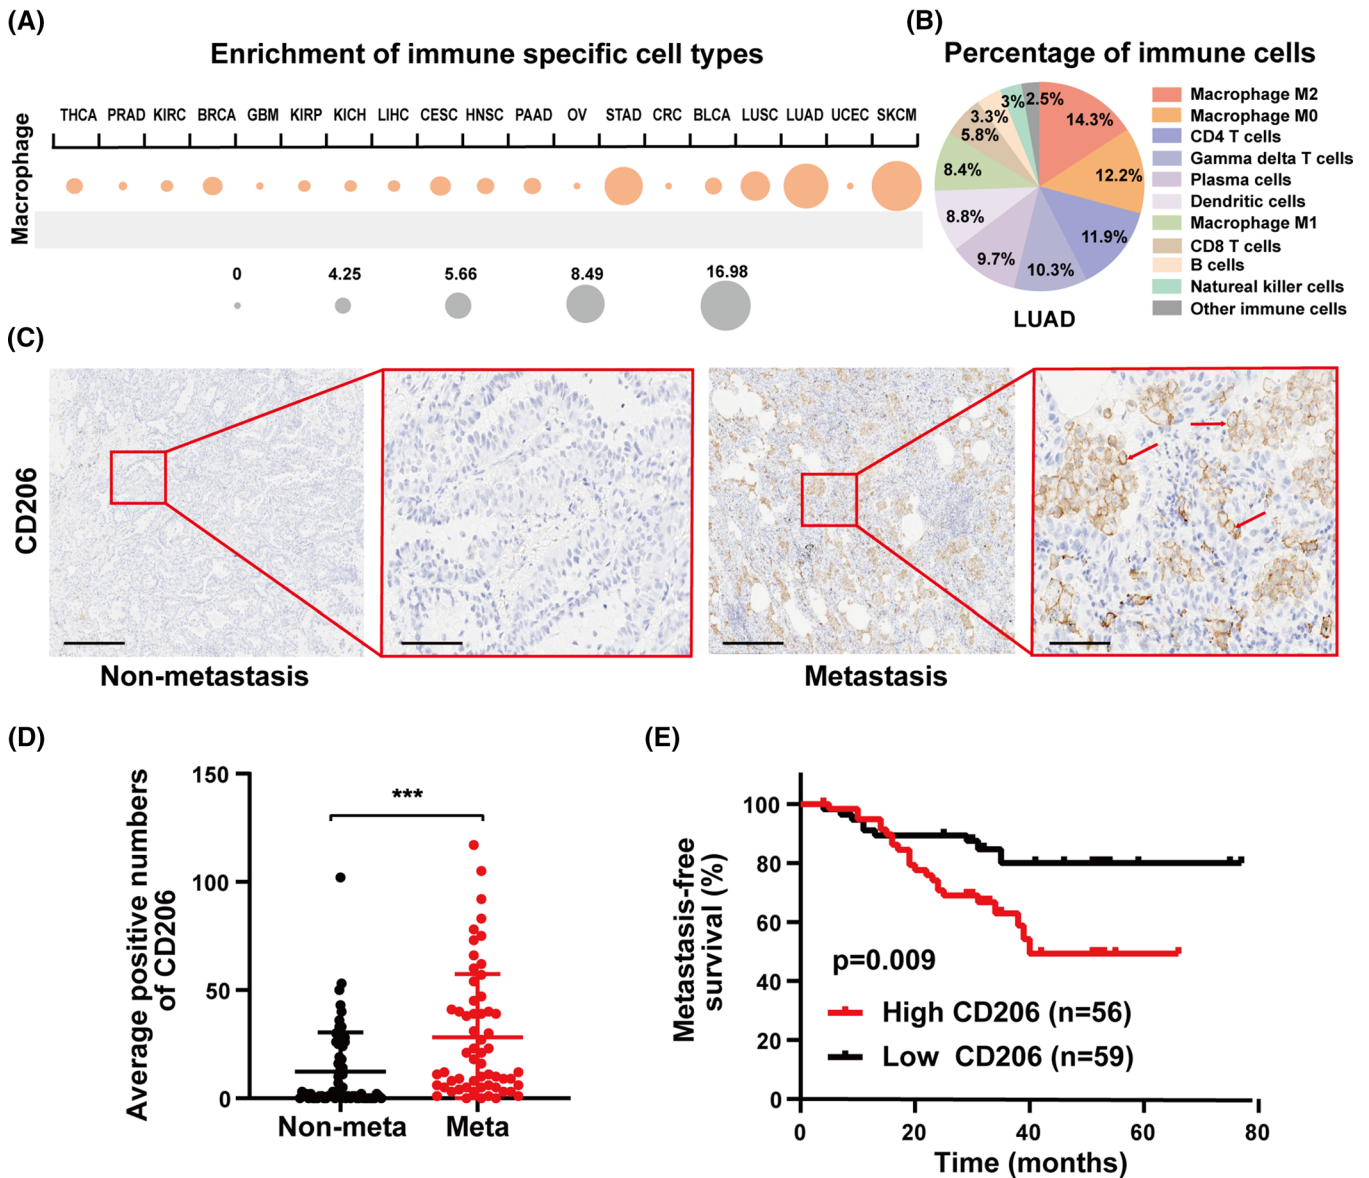 (A)
Enrichment of immune specific cell types
THCA PRAD KIRC BRCA GBM KIRP KICH LIHC CESC HNSC PAAD OV STAD CRC BLCA LUSC LUAD UCEC SKCM
Macrophage
0 4.25 5.66 8.49 16.98
(B)
Percentage of immune cells
14.3%
12.2%
11.9%
10.3%
9.7%
8.8%
8.4%
5.8%
3.3%
3%
2.5%
LUAD
Macrophage M2
Macrophage M0
CD4 T cells
Gamma delta T cells
Plasma cells
Dendritic cells
Macrophage M1
CD8 T cells
B cells
Natureal killer cells
Other immune cells
(C)
CD206
Non-metastasis
Metastasis
(D)
Average positive numbers
of CD206
150
100
50
0
***
Non-meta Meta
(E)
Metastasis-free
survival (%)
100
80
60
40
20
0
p=0.009
High CD206 (n=56)
Low CD206 (n=59)
0 20 40 60 80
Time (months)